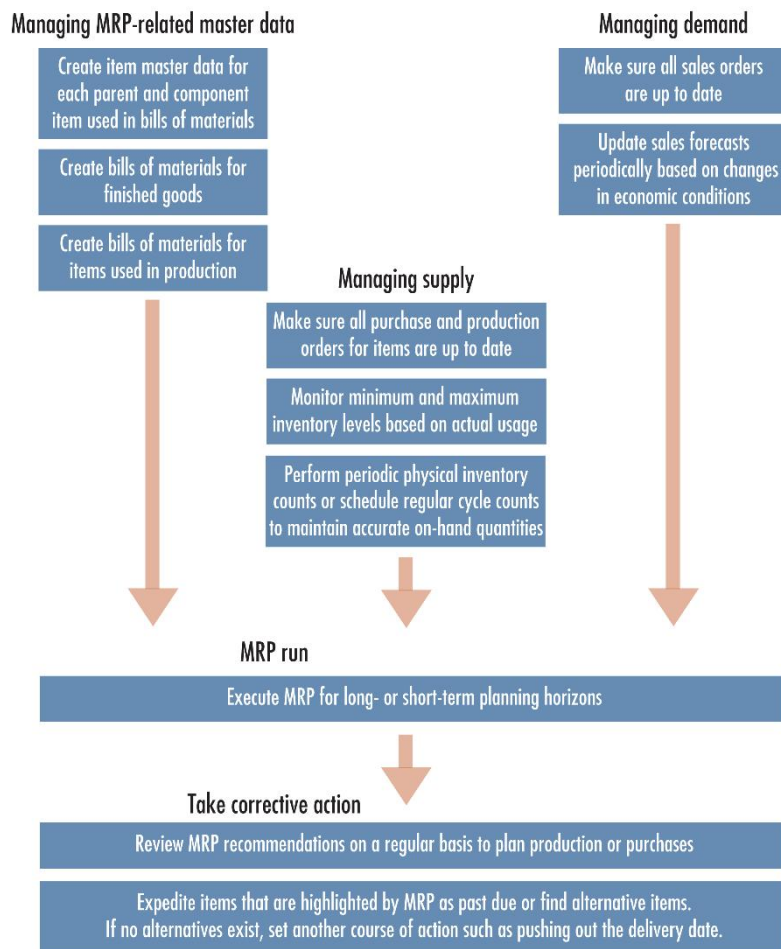 Managing MRP-related master data
Create item master data for
each parent and component
item used in bills of materials
Create bills of materials for
finished goods
Create bills of materials for
items used in production
Managing supply
Make sure all purchase and production
orders for items are up to date
Monitor minimum and maximum
inventory levels based on actual usage
Perform periodic physical inventory
counts or schedule regular cycle counts
to maintain accurate on-hand quantities
Managing demand
Make sure all sales orders
are up to date
Update sales forecasts
periodically based on changes
in economic conditions
MRP run
Execute MRP for long- or short-term planning horizons
Take corrective action
Review MRP recommendations on a regular basis to plan production or purchases
Expedite items that are highlighted by MRP as past due or find alternative items.
If no alternatives exist, set another course of action such as pushing out the delivery date.